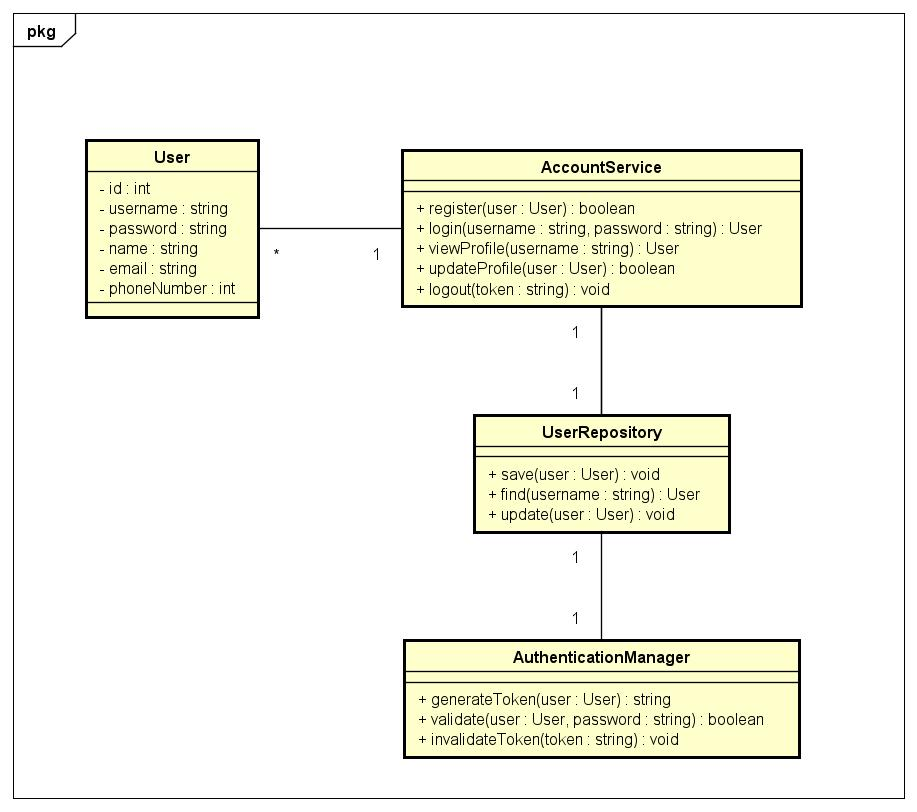 pkg
User
- id : int
- username : string
- password : string
- name : string
- email : string
- phoneNumber : int
*
1
AccountService
+ register(user : User) : boolean
+ login(username : string, password : string) : User
+ viewProfile(username : string) : User
+ updateProfile(user : User) : boolean
+ logout(token : string) : void
1
1
UserRepository
+ save(user : User) : void
+ find(username : string) : User
+ update(user : User) : void
1
1
AuthenticationManager
+ generateToken(user : User) : string
+ validate(user : User, password : string) : boolean
+ invalidateToken(token : string) : void